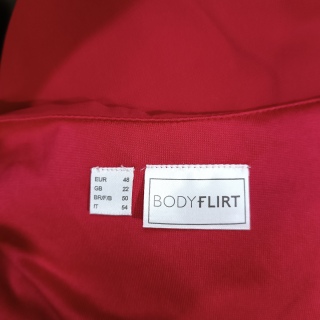 EUR 48
GB 22
BR/F/B 50
IT 54
BODYFLIRT